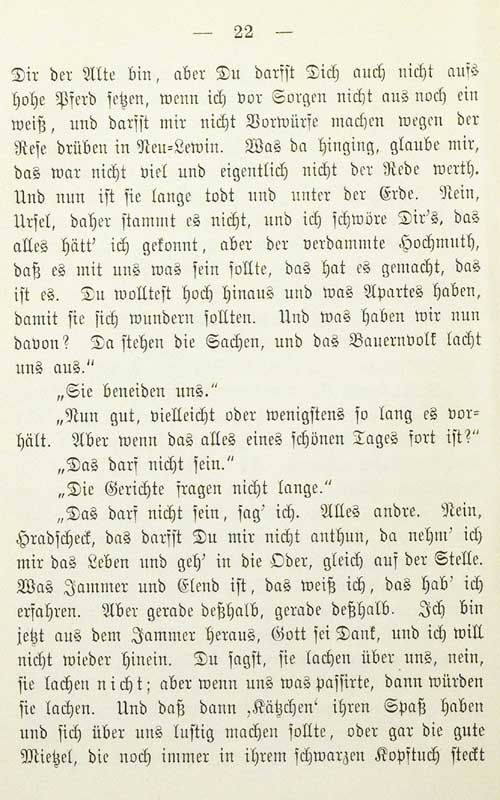 — 22 —
Dir der Alte bin, aber Du darfst Dich auch nicht aufs
hohe Pferd setzen, wenn ich vor Sorgen nicht aus noch ein
weiß, und darfst mir nicht Vorwürfe machen wegen der
Rese drüben in Neu-Lewin. Was da hinging, glaube mir,
das war nicht viel und eigentlich nicht der Rede werth.
Und nun ist sie lange todt und unter der Erde. Nein,
Ursel, daher stammt es nicht, und ich schwöre Dir's, das
alles hätt' ich gekonnt, aber der verdammte Hochmuth,
daß es mit uns was sein sollte, das hat es gemacht, das
ist es. Du wolltest hoch hinaus und was Apartes haben,
damit sie sich wundern sollten. Und was haben wir nun
davon? Da stehen die Sachen, und das Bauernvolk lacht
uns aus.“
„Sie beneiden uns.“
„Nun gut, vielleicht oder wenigstens so lang es vor-
hält. Aber wenn das alles eines schönen Tages fort ist?“
„Das darf nicht sein.“
„Die Gerichte fragen nicht lange.“
„Das darf nicht sein, sag' ich. Alles andre. Nein,
Hradscheck, das darfst Du mir nicht anthun, da nehm' ich
mir das Leben und geh' in die Oder, gleich auf der Stelle.
Was Jammer und Elend ist, das weiß ich, das hab' ich
erfahren. Aber gerade deßhalb, gerade deßhalb. Ich bin
jetzt aus dem Jammer heraus, Gott sei Dank, und ich will
nicht wieder hinein. Du sagst, sie lachen über uns, nein,
sie lachen nicht; aber wenn uns was passirte, dann würden
sie lachen. Und daß dann ‚Kätzchen‘ ihren Spaß haben
und sich über uns lustig machen sollte, oder gar die gute
Mietzel, die noch immer in ihrem schwarzen Kopftuch steckt